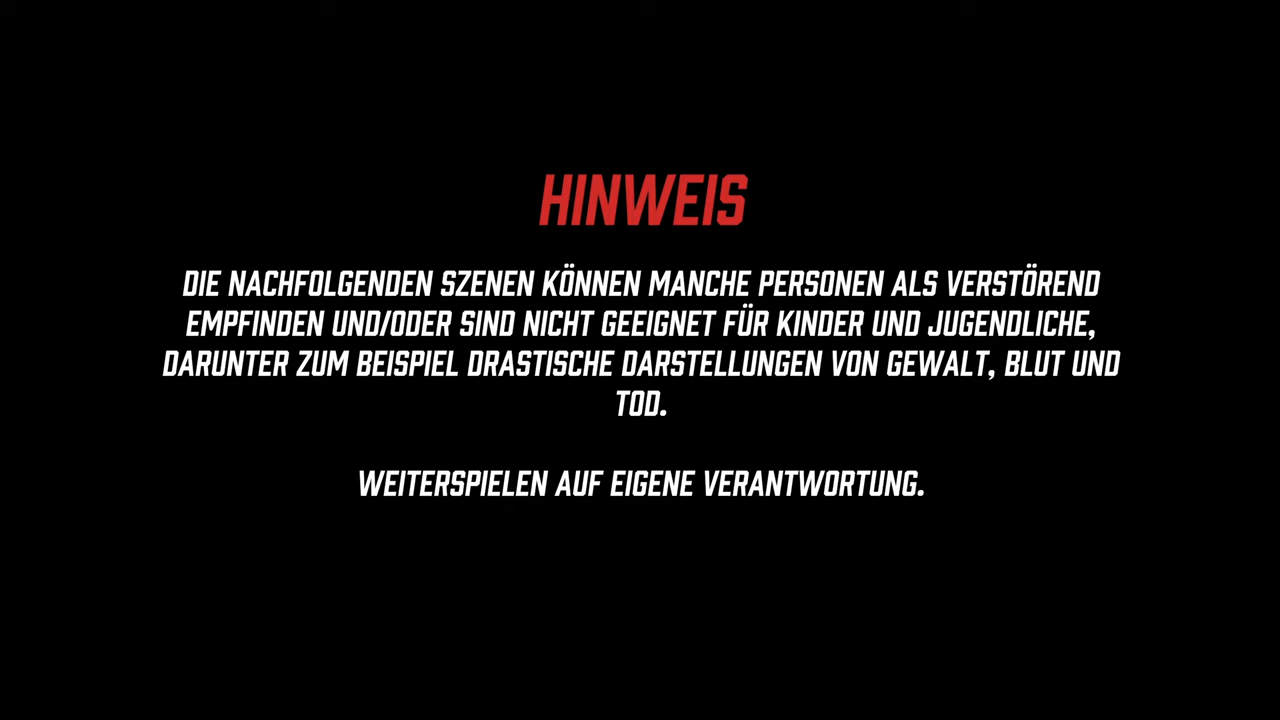 HINWEIS
DIE NACHFOLGENDEN SZENEN KÖNNEN MANCHE PERSONEN ALS VERSTÖREND
EMPFINDEN UND/ODER SIND NICHT GEEIGNET FÜR KINDER UND JUGENDLICHE,
DARUNTER ZUM BEISPIEL DRASTISCHE DARSTELLUNGEN VON GEWALT, BLUT UND
TOD.
WEITERSPIELEN AUF EIGENE VERANTWORTUNG.